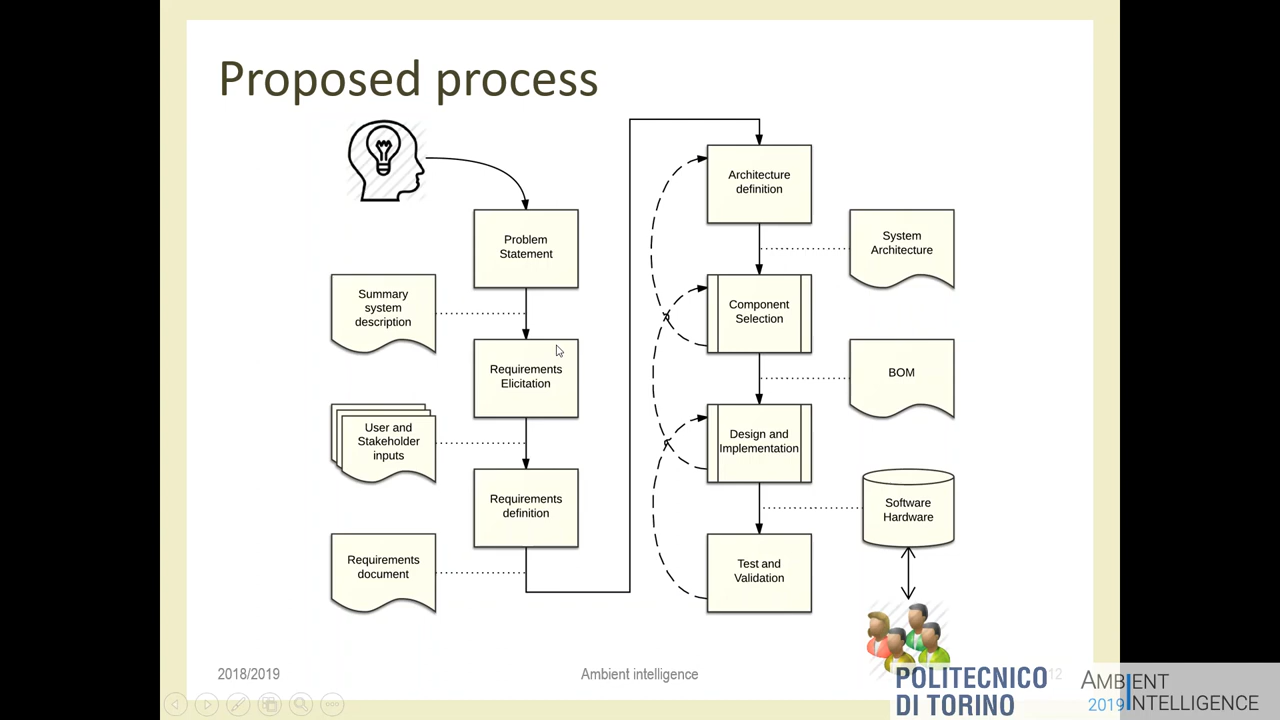 Proposed process
Problem
Statement
Summary
system
description
Requirements
Elicitation
User and
Stakeholder
inputs
Requirements
definition
Requirements
document
Architecture
definition
System
Architecture
Component
Selection
BOM
Design and
Implementation
Software
Hardware
Test and
Validation
2018/2019
Ambient intelligence
12
POLITECNICO
DI TORINO
AMBIENT
2019 INTELLIGENCE